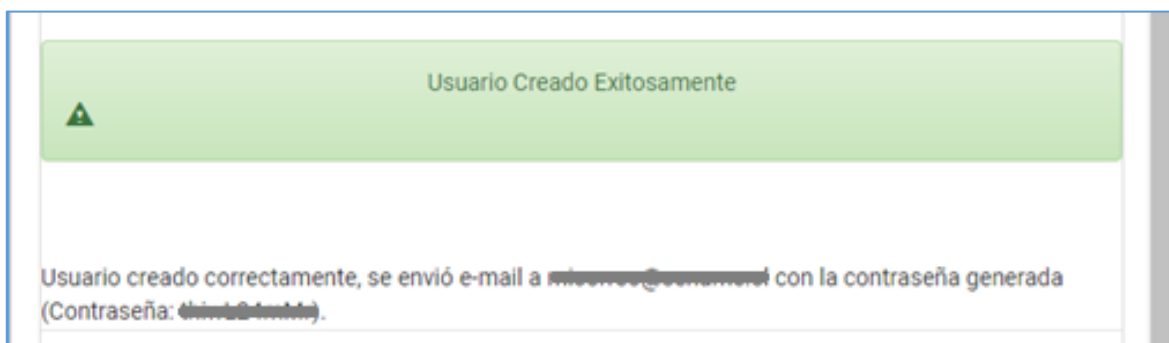 Usuario Creado Exitosamente
Usuario creado correctamente, se envió e-mail a con la contraseña generada
(Contraseña: ).